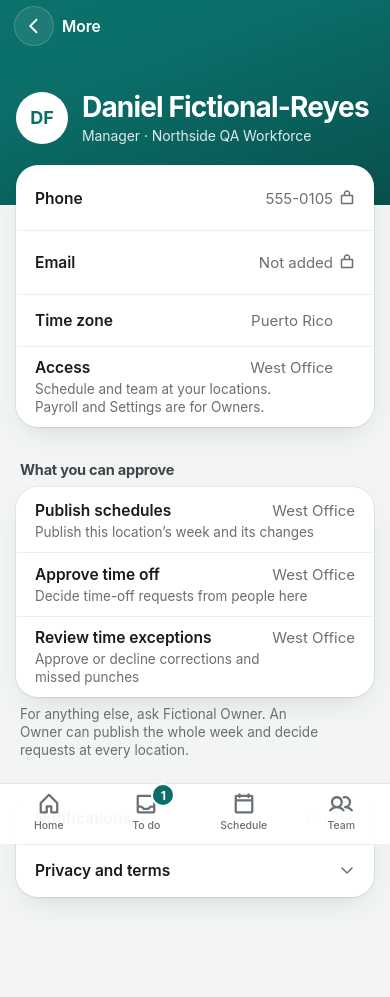 More
DF
Daniel Fictional-Reyes
Manager · Northside QA Workforce
Phone 555-0105
Email Not added
Time zone Puerto Rico
Access West Office
Schedule and team at your locations.
Payroll and Settings are for Owners.
What you can approve
Publish schedules West Office
Publish this location’s week and its changes
Approve time off West Office
Decide time-off requests from people here
Review time exceptions West Office
Approve or decline corrections and
missed punches
For anything else, ask Fictional Owner. An
Owner can publish the whole week and decide
requests at every location.
1
Home To do Schedule Team
Privacy and terms